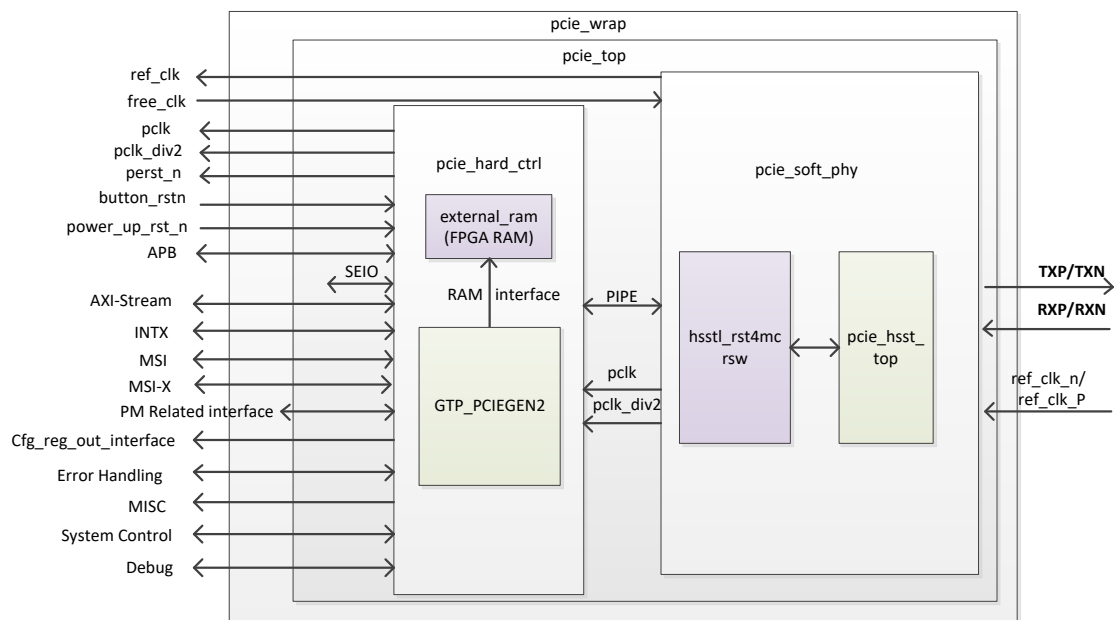 pcie_wrap
pcie_top
ref_clk
free_clk
pclk
pclk_div2
perst_n
button_rstn
power_up_rst_n
APB
SEIO
AXI-Stream
INTX
MSI
MSI-X
PM Related interface
Cfg_reg_out_interface
Error Handling
MISC
System Control
Debug
pcie_hard_ctrl
external_ram
(FPGA RAM)
RAM interface
GTP_PCIEGEN2
PIPE
pclk
pclk_div2
pcie_soft_phy
hsstl_rst4mc
rsw
pcie_hsst_
top
TXP/TXN
RXP/RXN
ref_clk_n/
ref_clk_P